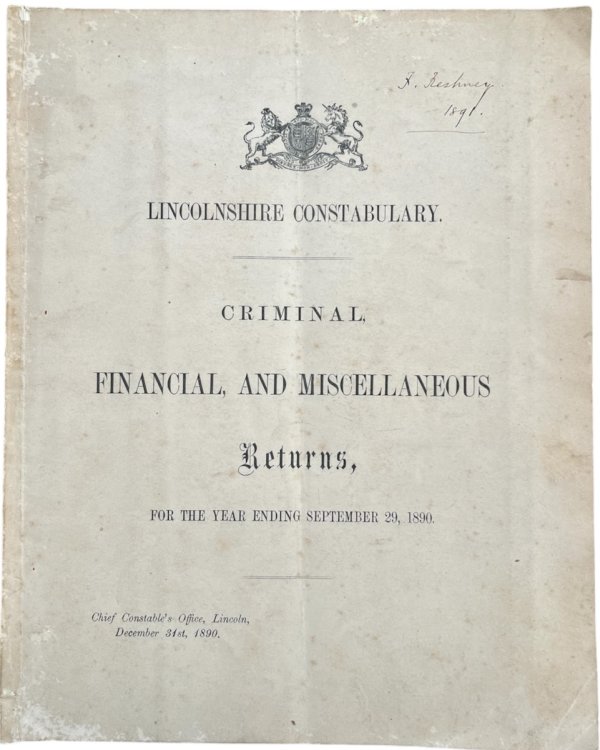 A. Keshney.
1891.
LINCOLNSHIRE CONSTABULARY.
CRIMINAL,
FINANCIAL, AND MISCELLANEOUS
Returns,
FOR THE YEAR ENDING SEPTEMBER 29, 1890.
Chief Constable's Office, Lincoln,
December 31st, 1890.